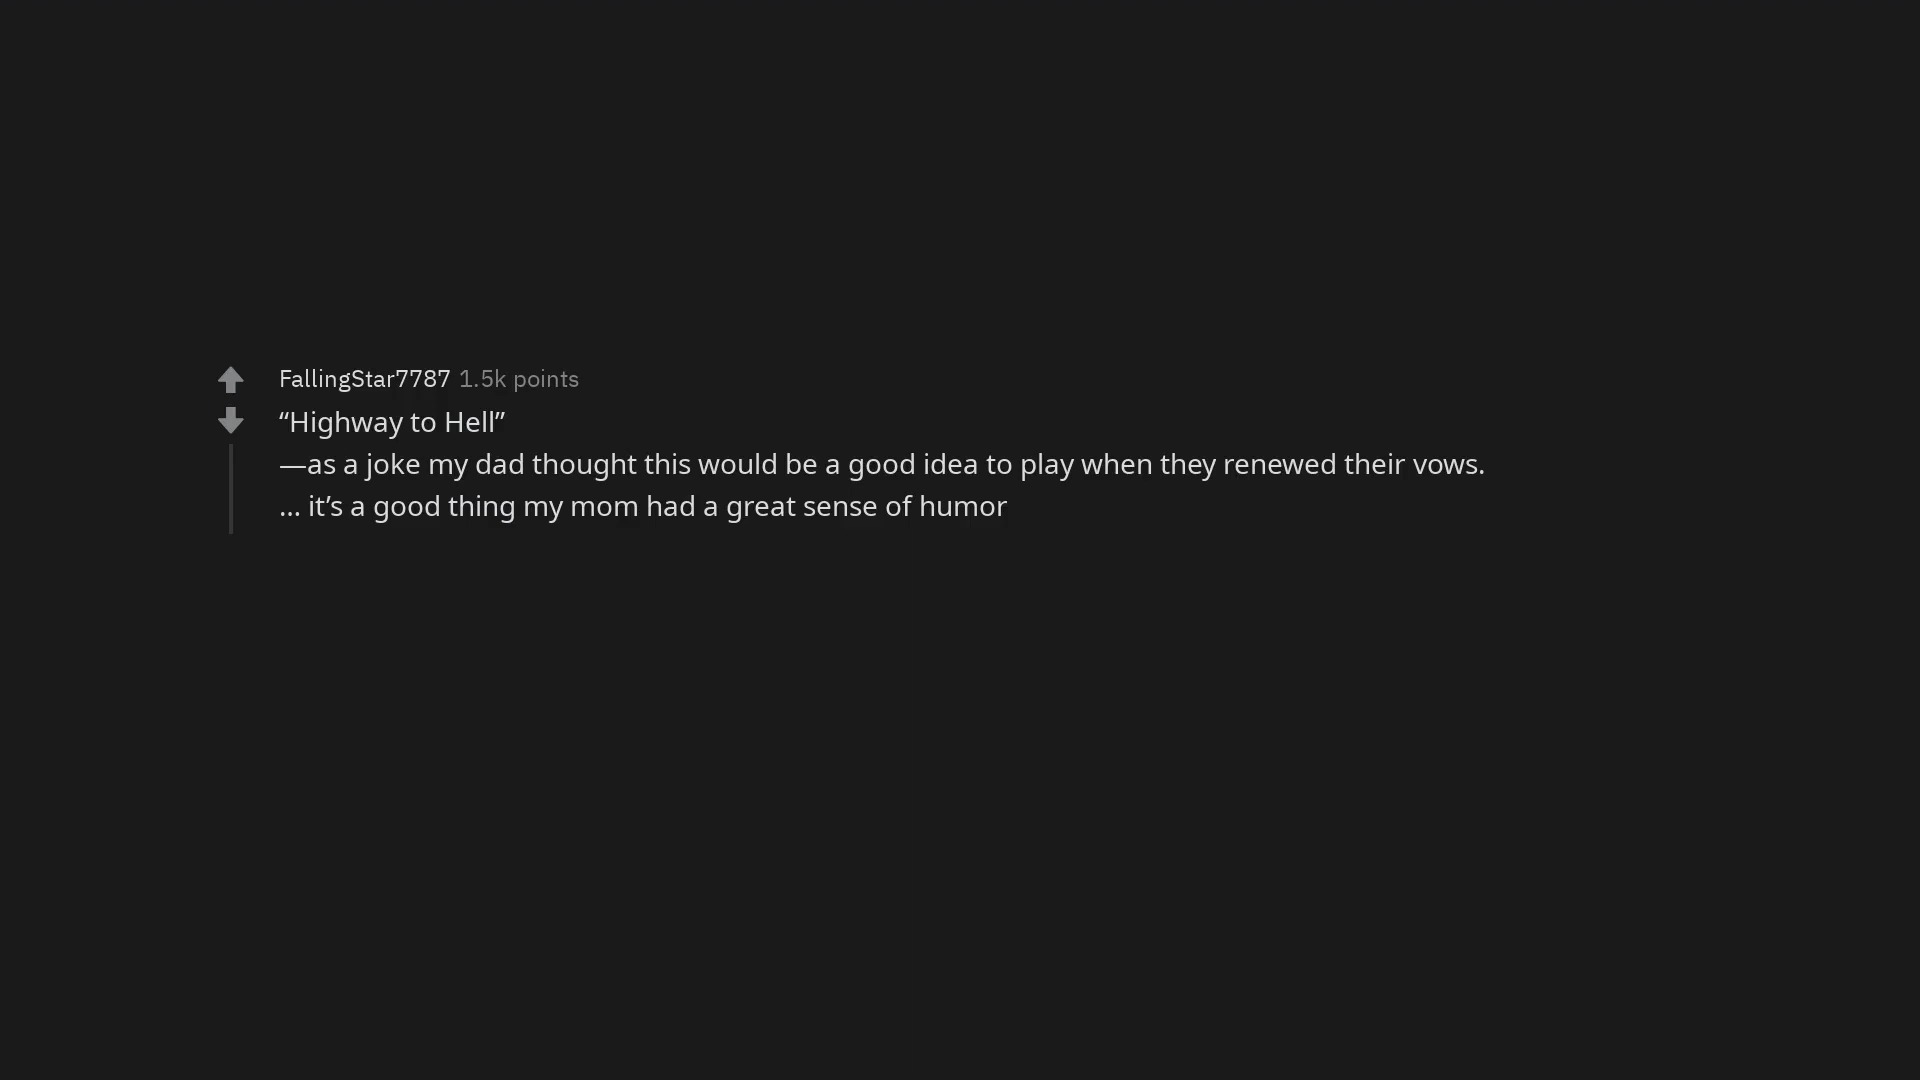 FallingStar7787 1.5k points
“Highway to Hell”
—as a joke my dad thought this would be a good idea to play when they renewed their vows.
... it’s a good thing my mom had a great sense of humor